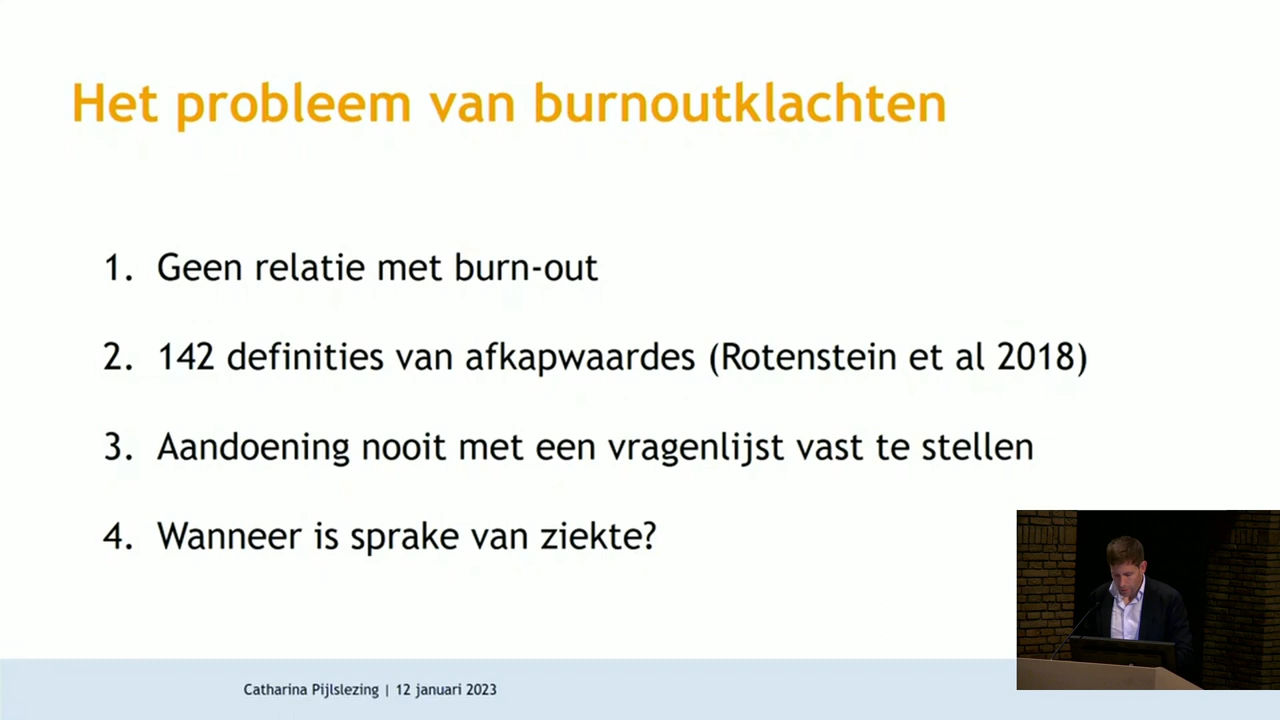 Het probleem van burnoutklachten
1. Geen relatie met burn-out
2. 142 definities van afkapwaardes (Rotenstein et al 2018)
3. Aandoening nooit met een vragenlijst vast te stellen
4. Wanneer is sprake van ziekte?
Catharina Pijlslezing | 12 januari 2023